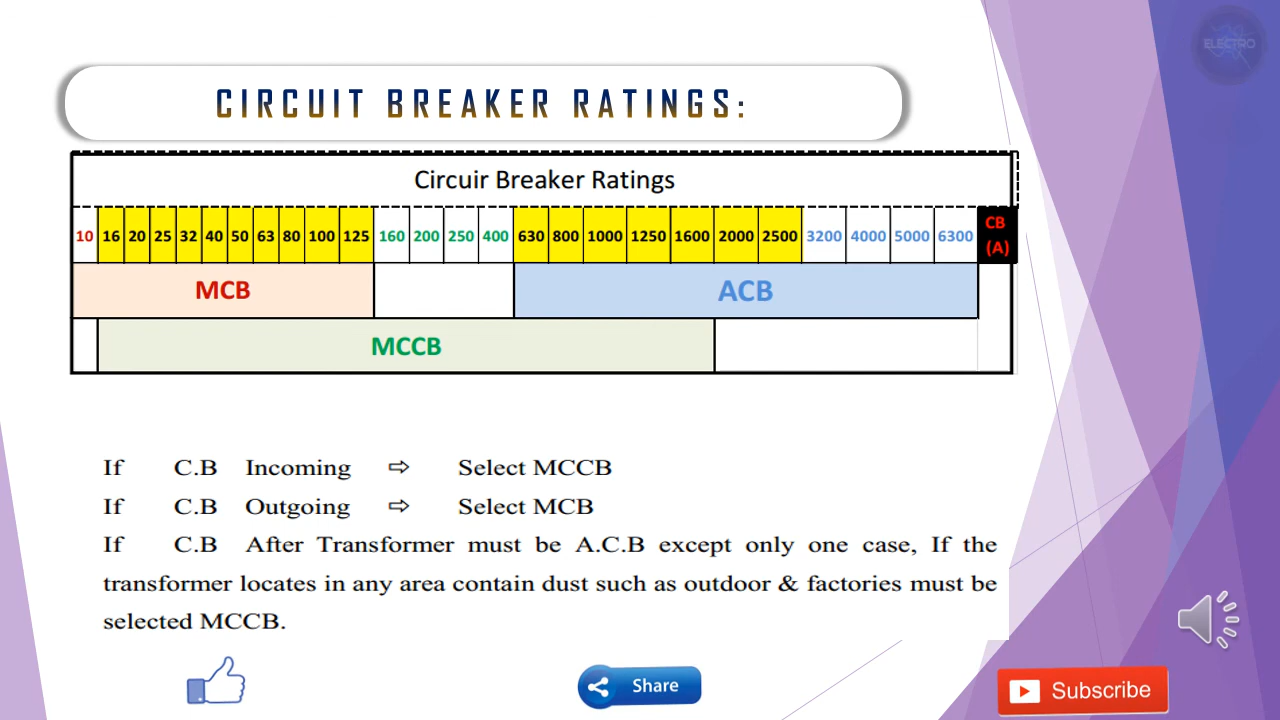 ELECTRO
CIRCUIT BREAKER RATINGS:
Circuir Breaker Ratings
10 16 20 25 32 40 50 63 80 100 125 160 200 250 400 630 800 1000 1250 1600 2000 2500 3200 4000 5000 6300 CB (A)
MCB ACB
MCCB
If C.B Incoming ⇨ Select MCCB
If C.B Outgoing ⇨ Select MCB
If C.B After Transformer must be A.C.B except only one case, If the
transformer locates in any area contain dust such as outdoor & factories must be
selected MCCB.
Share
Subscribe